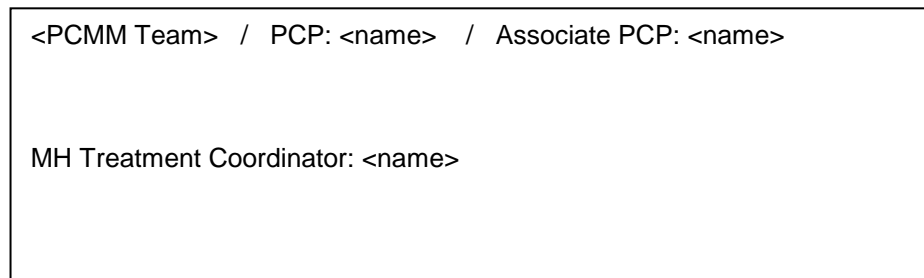 <PCMM Team> / PCP: <name> / Associate PCP: <name>
MH Treatment Coordinator: <name>